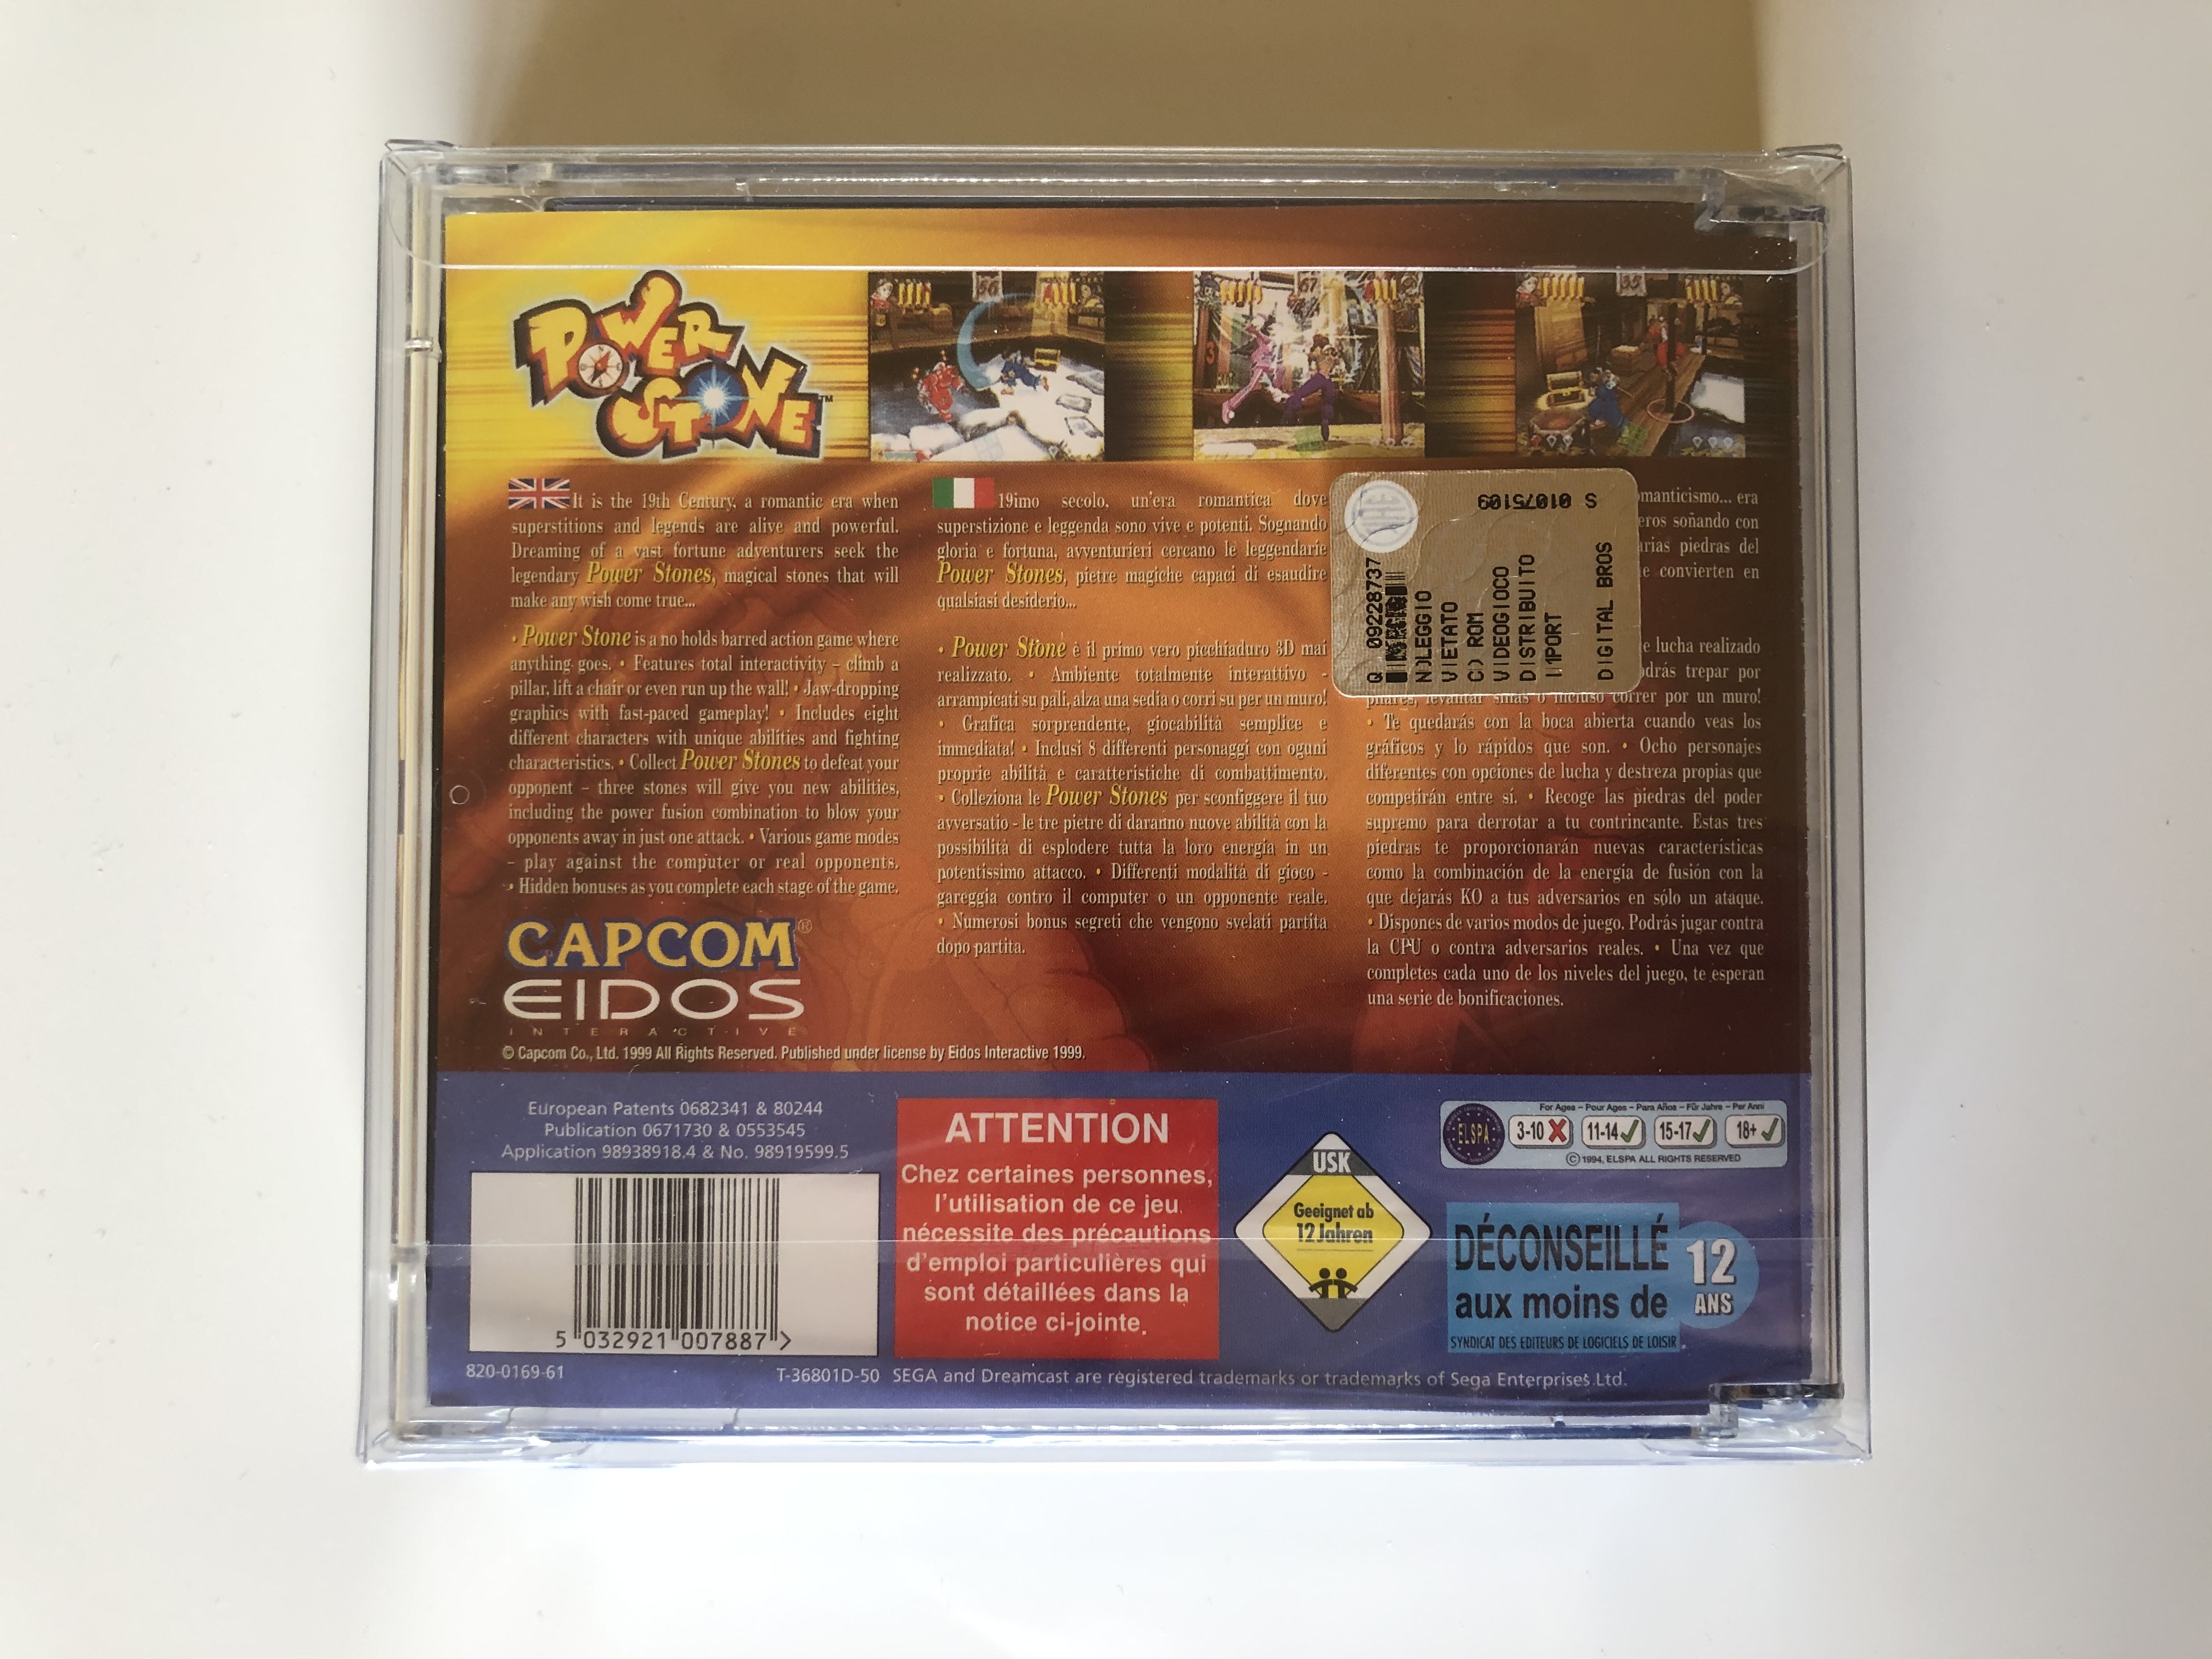 POWER STONE™
It is the 19th Century, a romantic era when
superstitions and legends are alive and powerful.
Dreaming of a vast fortune adventurers seek the
legendary Power Stones, magical stones that will
make any wish come true...
• Power Stone is a no holds barred action game where
anything goes. • Features total interactivity – climb a
pillar, lift a chair or even run up the wall! • Jaw-dropping
graphics with fast-paced gameplay! • Includes eight
different characters with unique abilities and fighting
characteristics. • Collect Power Stones to defeat your
opponent – three stones will give you new abilities,
including the power fusion combination to blow your
opponents away in just one attack. • Various game modes
– play against the computer or real opponents.
• Hidden bonuses as you complete each stage of the game.
19imo secolo, un'era romantica dove
superstizione e leggenda sono vive e potenti. Sognando
gloria e fortuna, avventurieri cercano le leggendarie
Power Stones, pietre magiche capaci di esaudire
qualsiasi desiderio...
• Power Stone è il primo vero picchiaduro 3D mai
realizzato. • Ambiente totalmente interattivo -
arrampicati su pali, alza una sedia o corri su per un muro!
• Grafica sorprendente, giocabilità semplice e
immediata! • Inclusi 8 differenti personaggi con oguni
proprie abilità e caratteristiche di combattimento.
• Colleziona le Power Stones per sconfiggere il tuo
avversatio - le tre pietre di daranno nuove abilità con la
possibilità di esplodere tutta la loro energia in un
potentissimo attacco. • Differenti modalità di gioco -
gareggia contro il computer o un opponente reale.
• Numerosi bonus segreti che vengono svelati partita
dopo partita.
S 01075109
Q 09228737
NOLEGGIO
VIETATO
CD ROM
VIDEOGIOCO
DISTRIBUITO
DIGITAL BROS
manticismo... era
eros soñando con
arias piedras del
e convierten en
e lucha realizado
odrás trepar por
pilares, levantar sillas o incluso correr por un muro!
• Te quedarás con la boca abierta cuando veas los
gráficos y lo rápidos que son. • Ocho personajes
diferentes con opciones de lucha y destreza propias que
competirán entre sí. • Recoge las piedras del poder
supremo para derrotar a tu contrincante. Estas tres
piedras te proporcionarán nuevas características
como la combinación de la energía de fusión con la
que dejarás KO a tus adversarios en sólo un ataque.
• Dispones de varios modos de juego. Podrás jugar contra
la CPU o contra adversarios reales. • Una vez que
completes cada uno de los niveles del juego, te esperan
una serie de bonificaciones.
CAPCOM®
EIDOS
INTERACTIVE
© Capcom Co., Ltd. 1999 All Rights Reserved. Published under license by Eidos Interactive 1999.
European Patents 0682341 & 80244
Publication 0671730 & 0553545
Application 98938918.4 & No. 98919599.5
5 032921 007887 >
820-0169-61
ATTENTION
Chez certaines personnes,
l'utilisation de ce jeu
nécessite des précautions
d'emploi particulières qui
sont détaillées dans la
notice ci-jointe.
USK
Geeignet ab
12 Jahren
For Ages – Pour Ages – Para Años – Für Jahre – Per Anni
ELSPA 3-10 11-14 15-17 18+
© 1994, ELSPA ALL RIGHTS RESERVED
DÉCONSEILLÉ
aux moins de
12
ANS
SYNDICAT DES EDITEURS DE LOGICIELS DE LOISIR
T-36801D-50 SEGA and Dreamcast are registered trademarks or trademarks of Sega Enterprises Ltd.